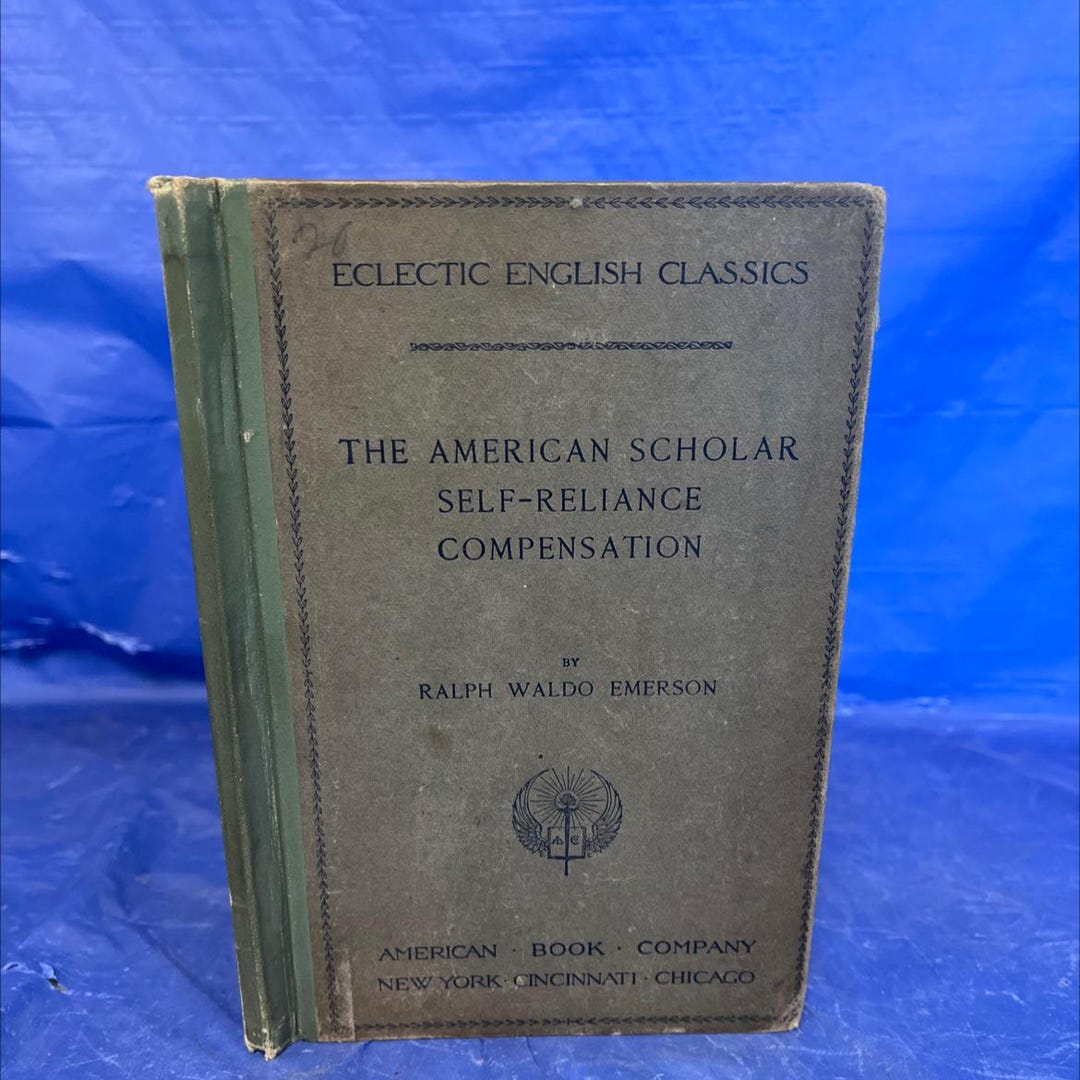 26
ECLECTIC ENGLISH CLASSICS
THE AMERICAN SCHOLAR
SELF-RELIANCE
COMPENSATION
BY
RALPH WALDO EMERSON
AMERICAN · BOOK · COMPANY
NEW YORK · CINCINNATI · CHICAGO